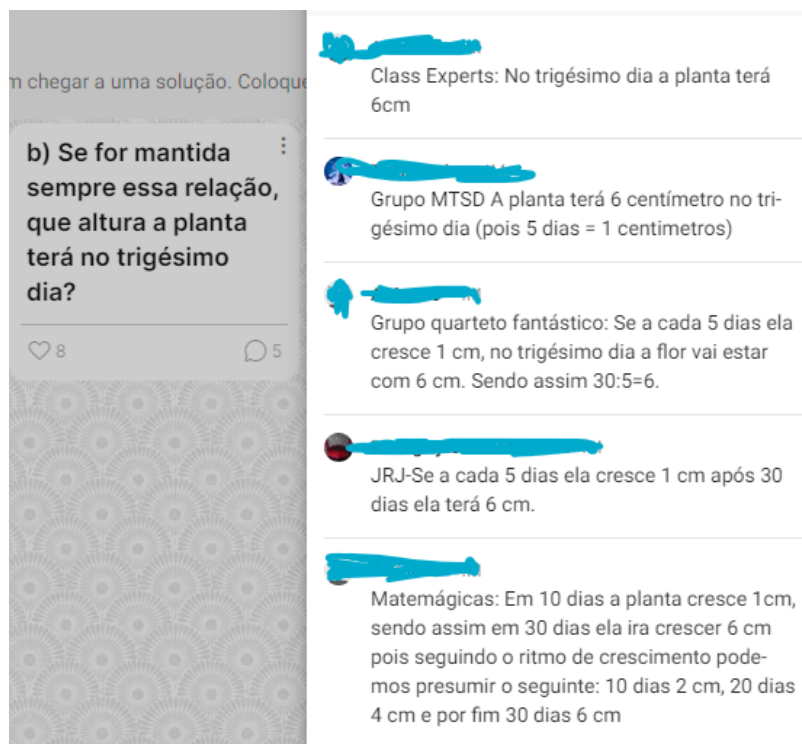 m chegar a uma solução. Coloque
b) Se for mantida
sempre essa relação,
que altura a planta
terá no trigésimo
dia?
8
5
Class Experts: No trigésimo dia a planta terá
6cm
Grupo MTSD A planta terá 6 centímetro no tri-
gésimo dia (pois 5 dias = 1 centimetros)
Grupo quarteto fantástico: Se a cada 5 dias ela
cresce 1 cm, no trigésimo dia a flor vai estar
com 6 cm. Sendo assim 30:5=6.
JRJ-Se a cada 5 dias ela cresce 1 cm após 30
dias ela terá 6 cm.
Matemágicas: Em 10 dias a planta cresce 1cm,
sendo assim em 30 dias ela ira crescer 6 cm
pois seguindo o ritmo de crescimento pode-
mos presumir o seguinte: 10 dias 2 cm, 20 dias
4 cm e por fim 30 dias 6 cm